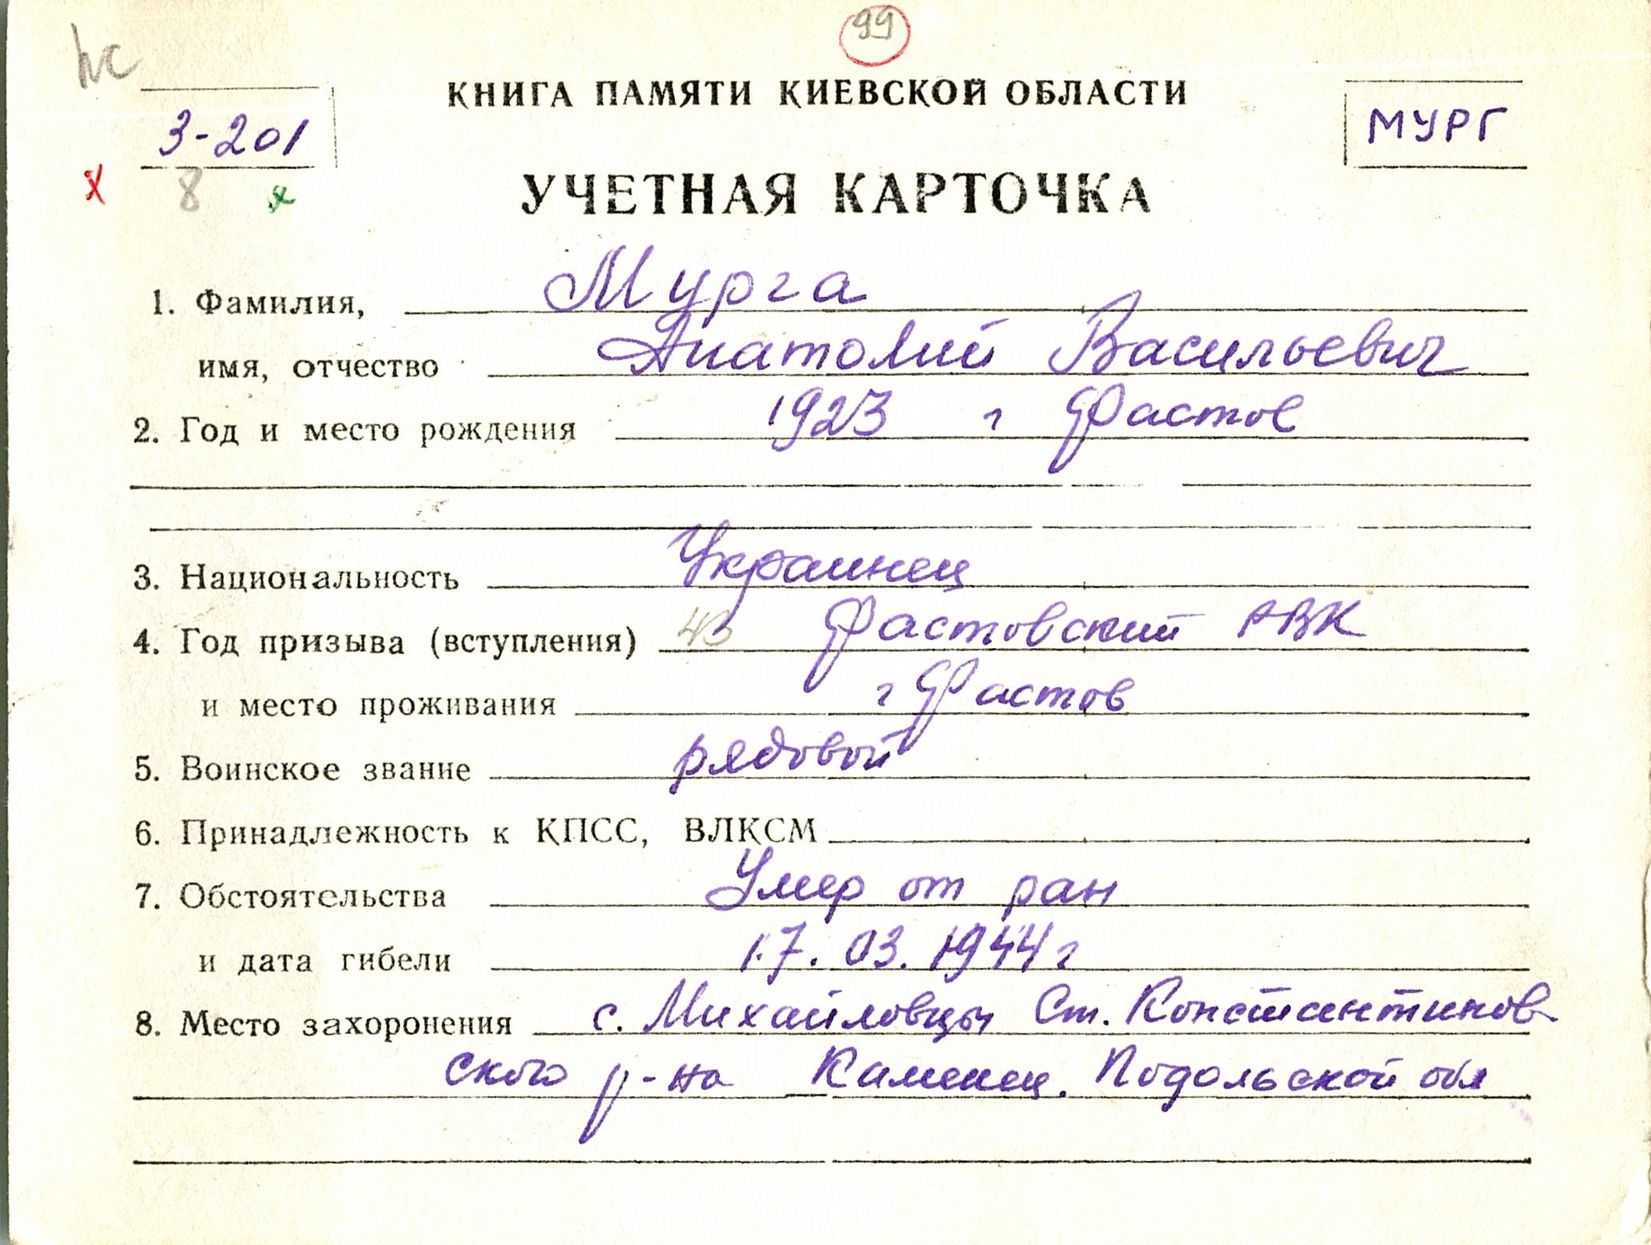 99
КНИГА ПАМЯТИ КИЕВСКОЙ ОБЛАСТИ
3-201
МУРГ
х 8 х
УЧЕТНАЯ КАРТОЧКА
1. Фамилия, Мурга
имя, отчество Анатолий Васильевич
2. Год и место рождения 1923 г Фастов
3. Национальность Украинец
4. Год призыва (вступления) 43 Фастовский РВК
и место проживания г Фастов
5. Воинское звание рядовой
6. Принадлежность к КПСС, ВЛКСМ
7. Обстоятельства Умер от ран
и дата гибели 17.03.1944 г
8. Место захоронения с. Михайловцы Ст. Константинов-
ского р-на Каменец. Подольской обл